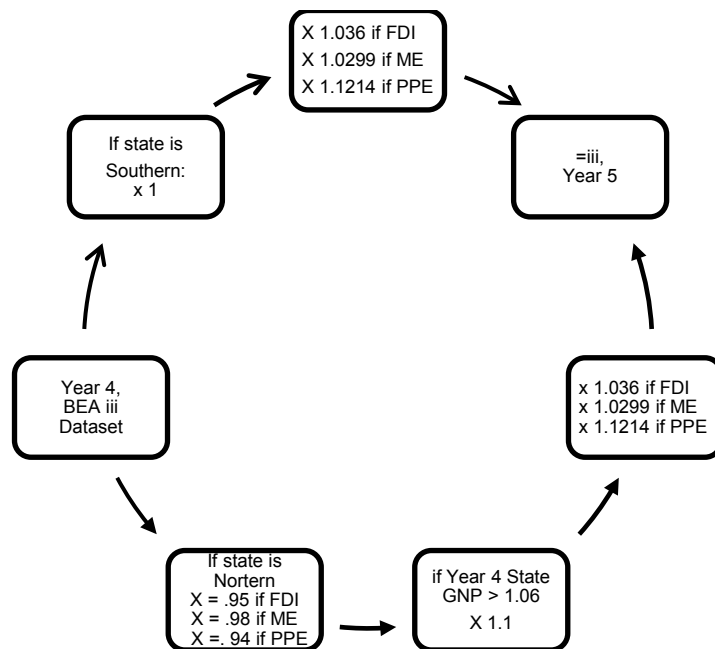 X 1.036 if FDI
X 1.0299 if ME
X 1.1214 if PPE
If state is
Southern:
x 1
=iii,
Year 5
Year 4,
BEA iii
Dataset
x 1.036 if FDI
x 1.0299 if ME
x 1.1214 if PPE
If state is
Nortern
X = .95 if FDI
X = .98 if ME
X =. 94 if PPE
if Year 4 State
GNP > 1.06
X 1.1